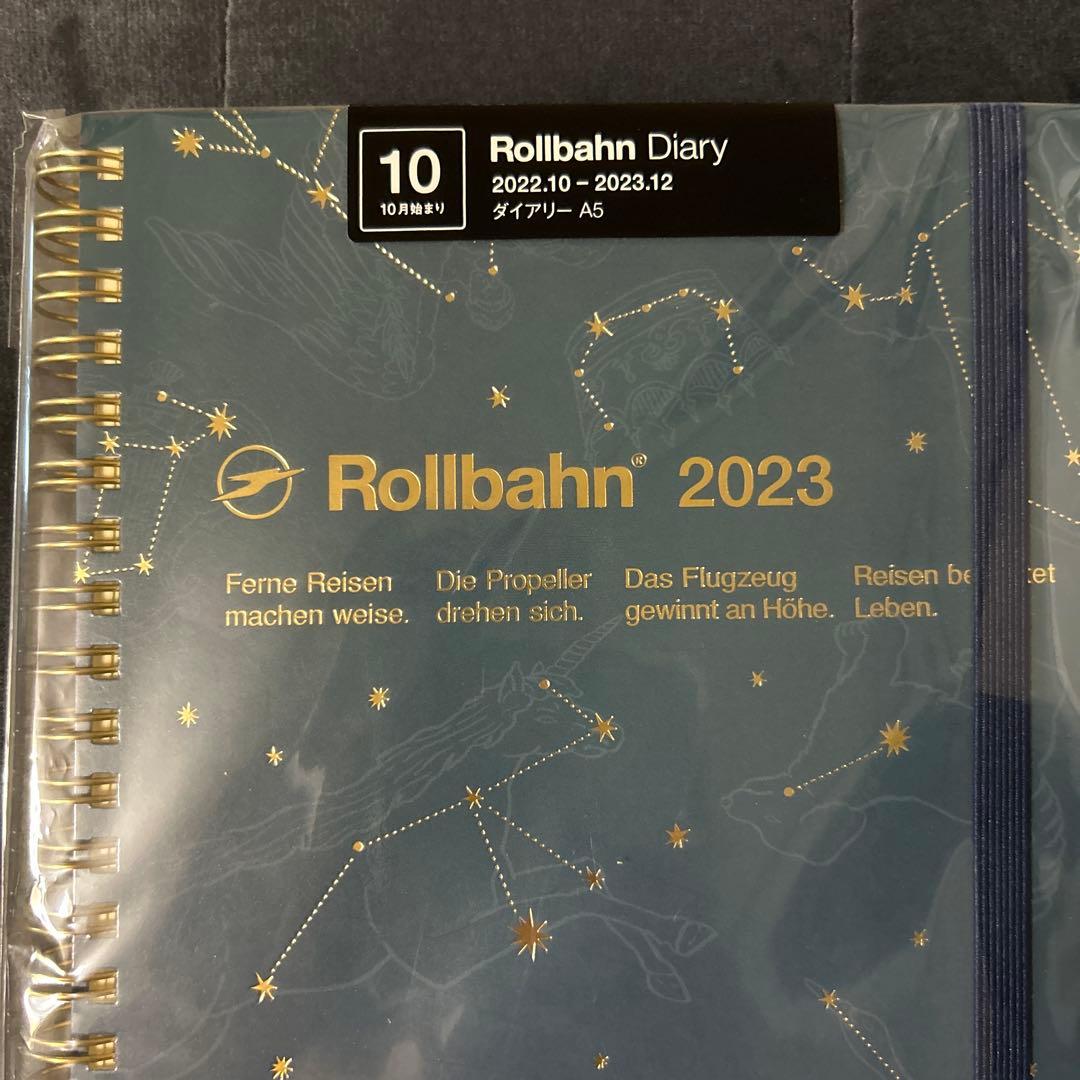 10
10月始まり
Rollbahn Diary
2022.10 – 2023.12
ダイアリー A5
Rollbahn® 2023
Ferne Reisen
machen weise.
Die Propeller
drehen sich.
Das Flugzeug
gewinnt an Höhe.
Reisen
Leben.